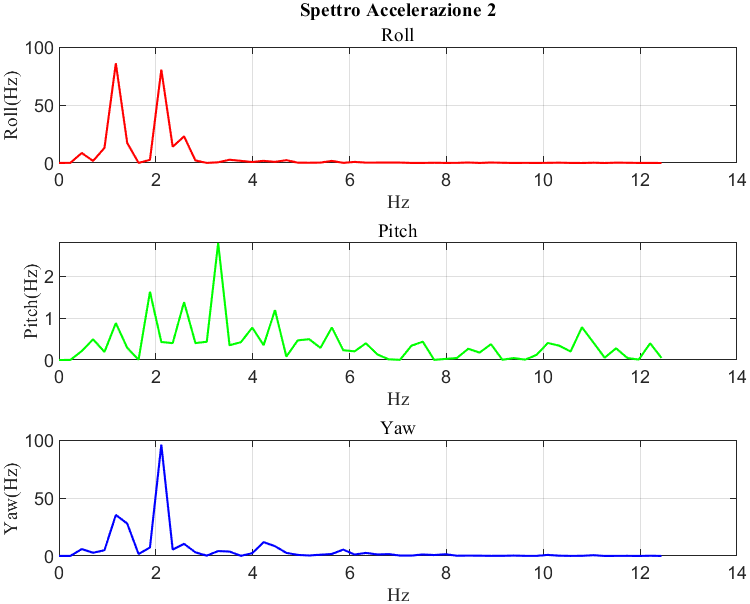 Spettro Accelerazione 2
Roll
100
50
0
Roll(Hz)
0 2 4 6 8 10 12 14
Hz
Pitch
2
1
0
Pitch(Hz)
0 2 4 6 8 10 12 14
Hz
Yaw
100
50
0
Yaw(Hz)
0 2 4 6 8 10 12 14
Hz